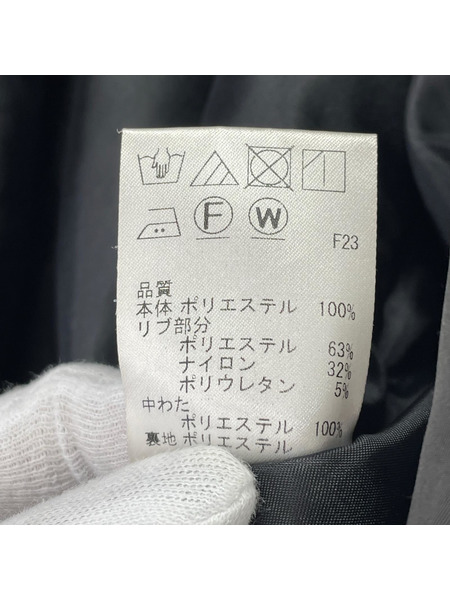 F W
F23
品質
本体 ポリエステル 100%
リブ部分
ポリエステル 63%
ナイロン 32%
ポリウレタン 5%
中わた
ポリエステル 100%
裏地 ポリエステル